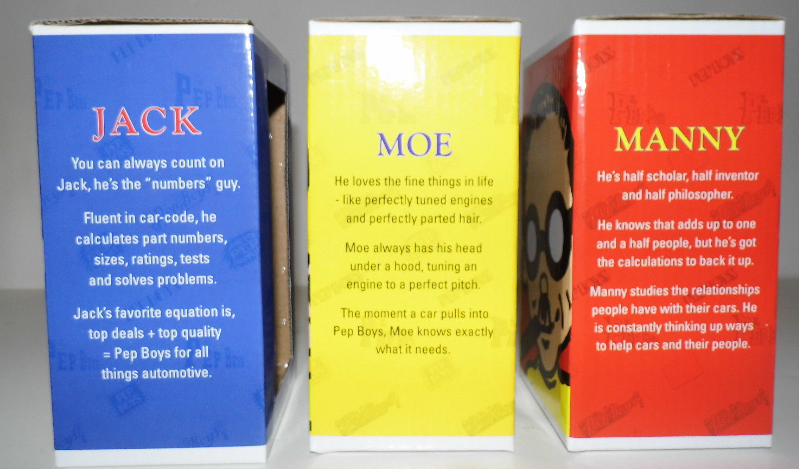 JACK
You can always count on
Jack, he's the "numbers" guy.
Fluent in car-code, he
calculates part numbers,
sizes, ratings, tests
and solves problems.
Jack's favorite equation is,
top deals + top quality
= Pep Boys for all
things automotive.
MOE
He loves the fine things in life
- like perfectly tuned engines
and perfectly parted hair.
Moe always has his head
under a hood, tuning an
engine to a perfect pitch.
The moment a car pulls into
Pep Boys, Moe knows exactly
what it needs.
MANNY
He's half scholar, half inventor
and half philosopher.
He knows that adds up to one
and a half people, but he's got
the calculations to back it up.
Manny studies the relationships
people have with their cars. He
is constantly thinking up ways
to help cars and their people.